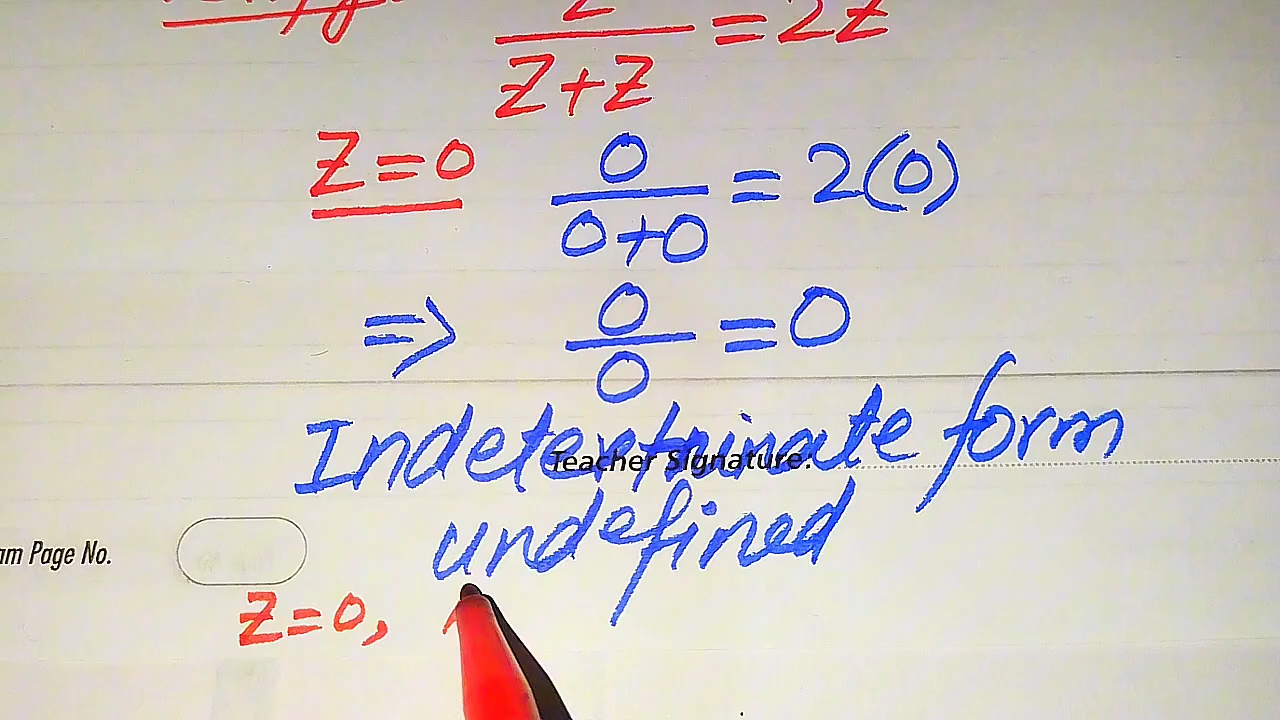 Z = 2Z
Z+Z
Z=0 0 = 2(0)
0+0
=> 0 = 0
0
Indeterminate form
Teacher Signature:
undefined
am Page No.
Z=0,